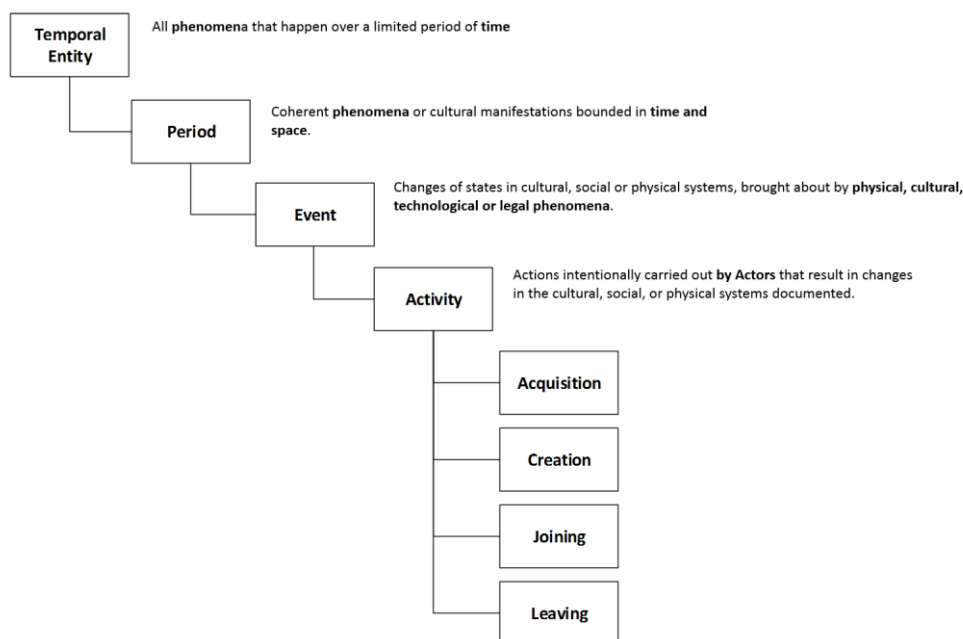 Temporal
Entity
All phenomena that happen over a limited period of time
Period
Coherent phenomena or cultural manifestations bounded in time and
space.
Event
Changes of states in cultural, social or physical systems, brought about by physical, cultural,
technological or legal phenomena.
Activity
Actions intentionally carried out by Actors that result in changes
in the cultural, social, or physical systems documented.
Acquisition
Creation
Joining
Leaving